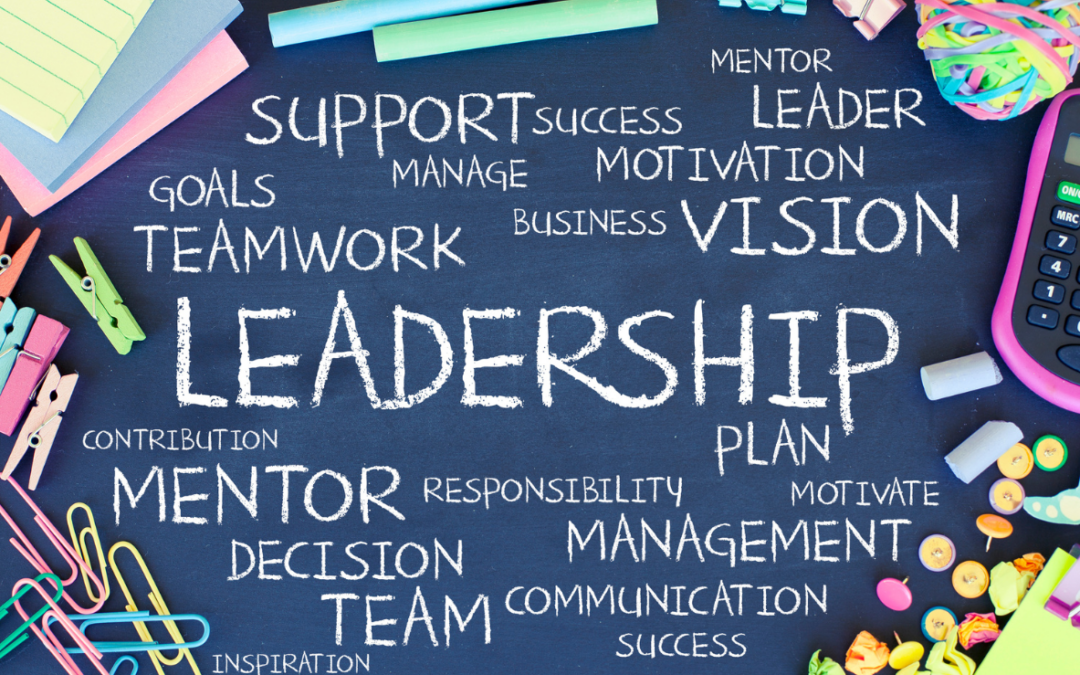 MENTOR
SUPPORT SUCCESS LEADER
MANAGE MOTIVATION
GOALS
BUSINESS VISION
TEAMWORK
LEADERSHIP
CONTRIBUTION PLAN
MENTOR RESPONSIBILITY MOTIVATE
DECISION MANAGEMENT
TEAM COMMUNICATION
SUCCESS
INSPIRATION
ON/
MRC
7
4
1
.